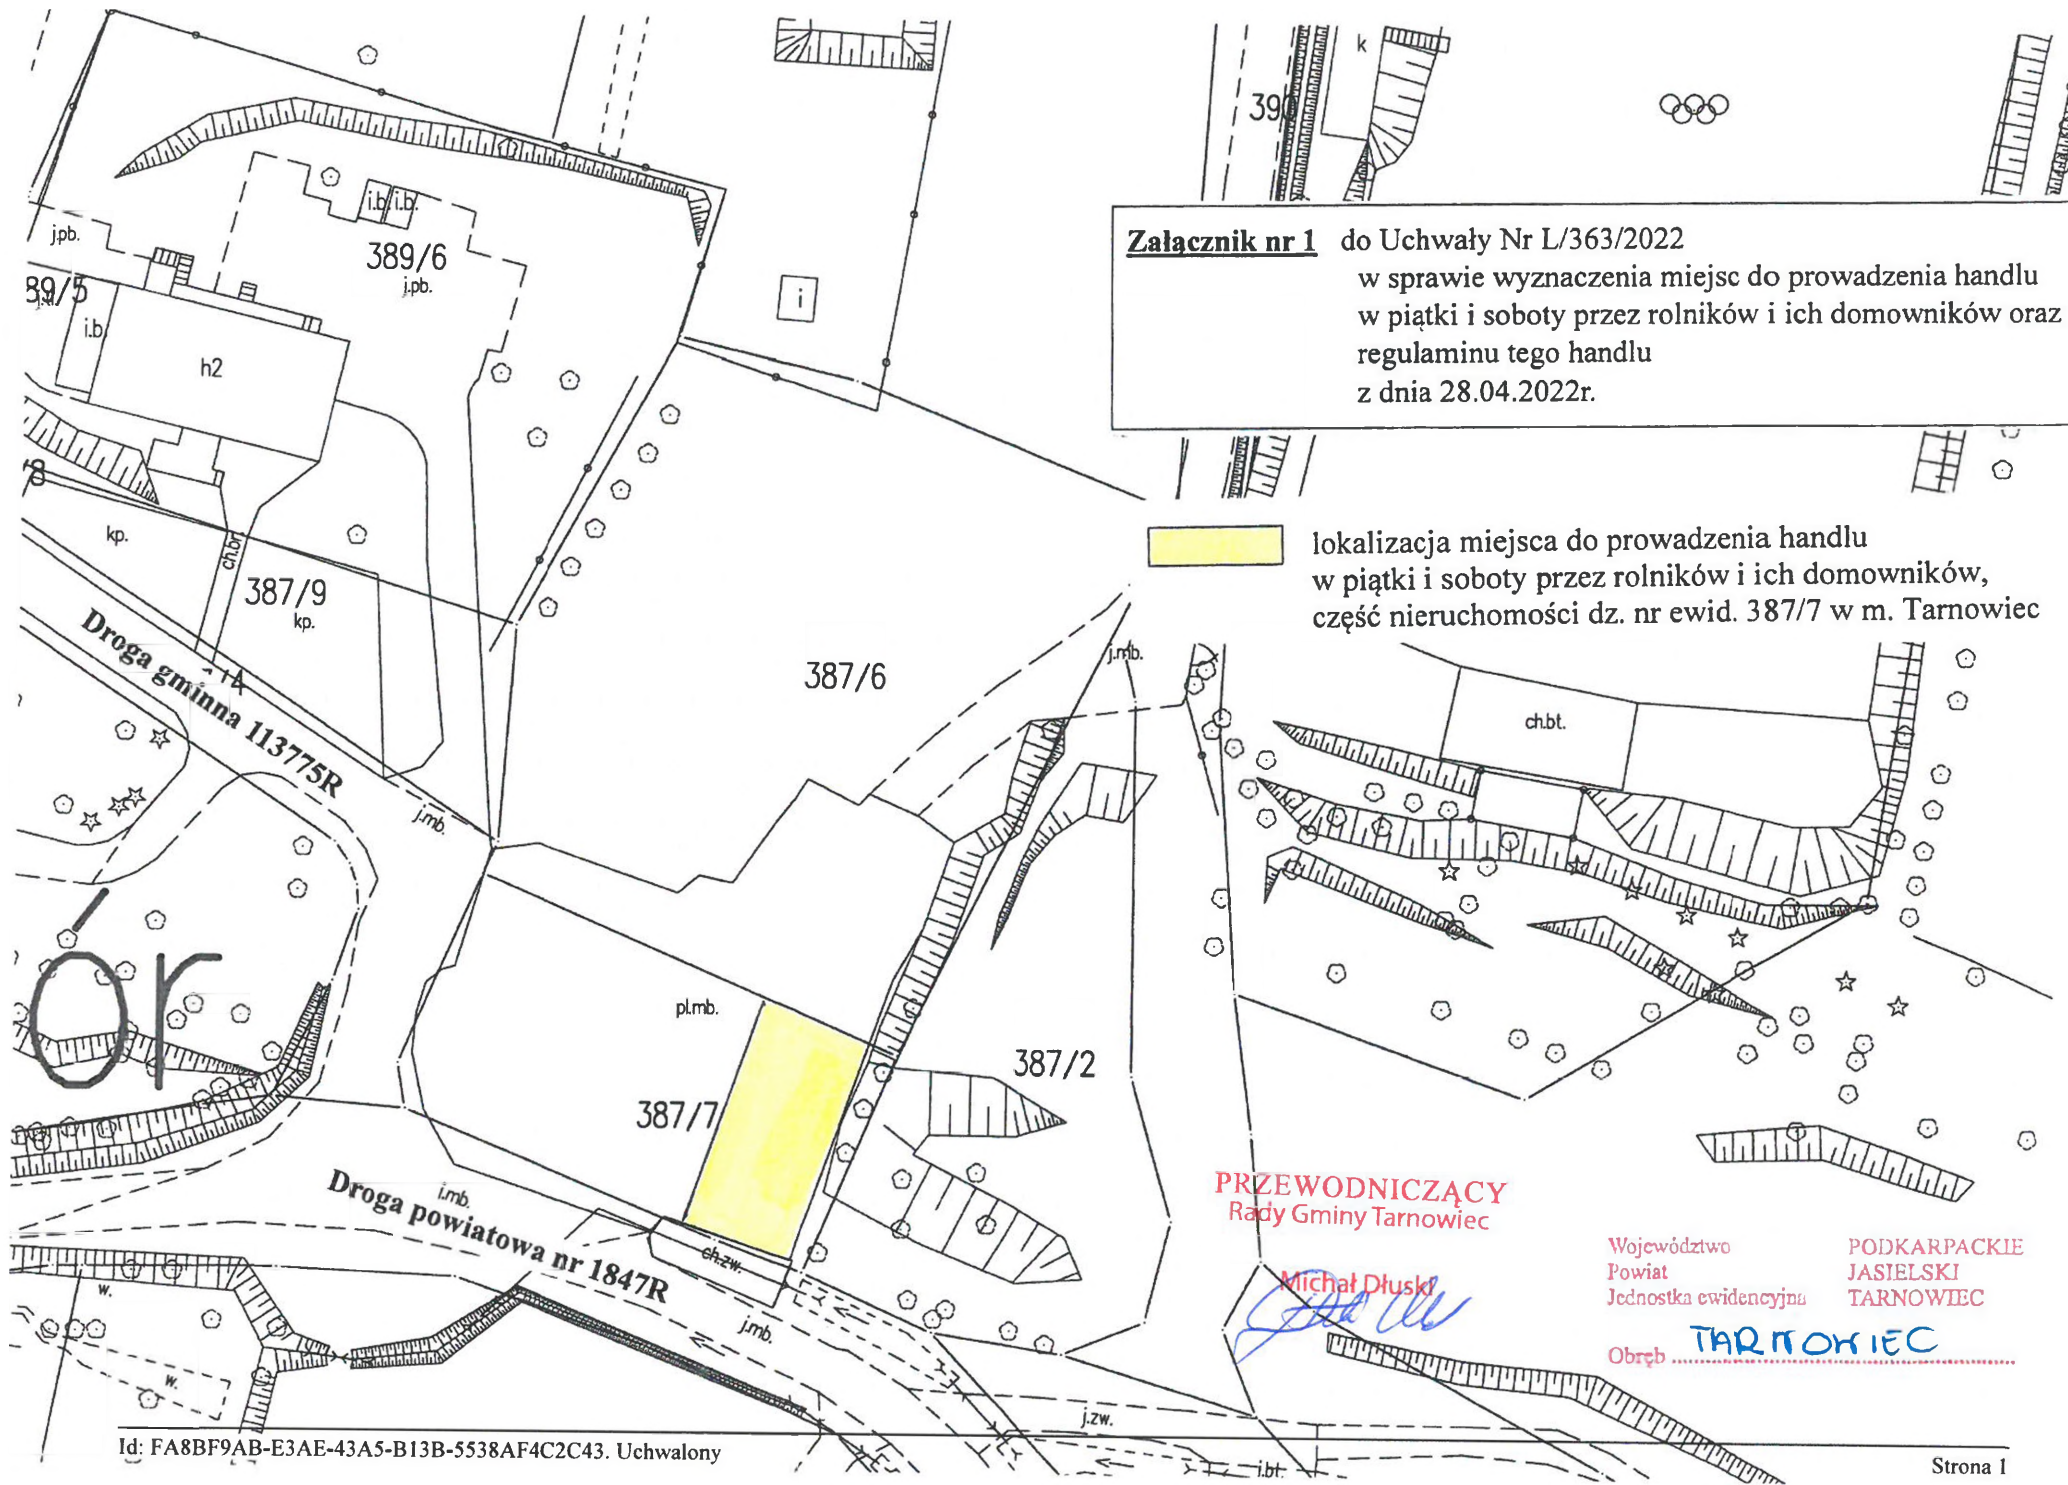 k
390
Załącznik nr 1 do Uchwały Nr L/363/2022
w sprawie wyznaczenia miejsc do prowadzenia handlu
w piątki i soboty przez rolników i ich domowników oraz
regulaminu tego handlu
z dnia 28.04.2022r.
i.b.
i.b.
j.pb.
389/6
j.pb.
89/5
i.b.
i
h2
/8
kp.
ch.br.
387/9
kp.
lokalizacja miejsca do prowadzenia handlu
w piątki i soboty przez rolników i ich domowników,
część nieruchomości dz. nr ewid. 387/7 w m. Tarnowiec
Droga gminna 113775R
j.mb.
387/6
j.mb.
ch.bt.
ór
pl.mb.
387/7
387/2
i.mb.
Droga powiatowa nr 1847R
ch.zw.
j.mb.
w.
w.
PRZEWODNICZĄCY
Rady Gminy Tarnowiec
Michał Dłuski
Województwo PODKARPACKIE
Powiat JASIELSKI
Jednostka ewidencyjna TARNOWIEC
Obręb TARNOWIEC
j.zw.
i.bt.
Id: FA8BF9AB-E3AE-43A5-B13B-5538AF4C2C43. Uchwalony
Strona 1